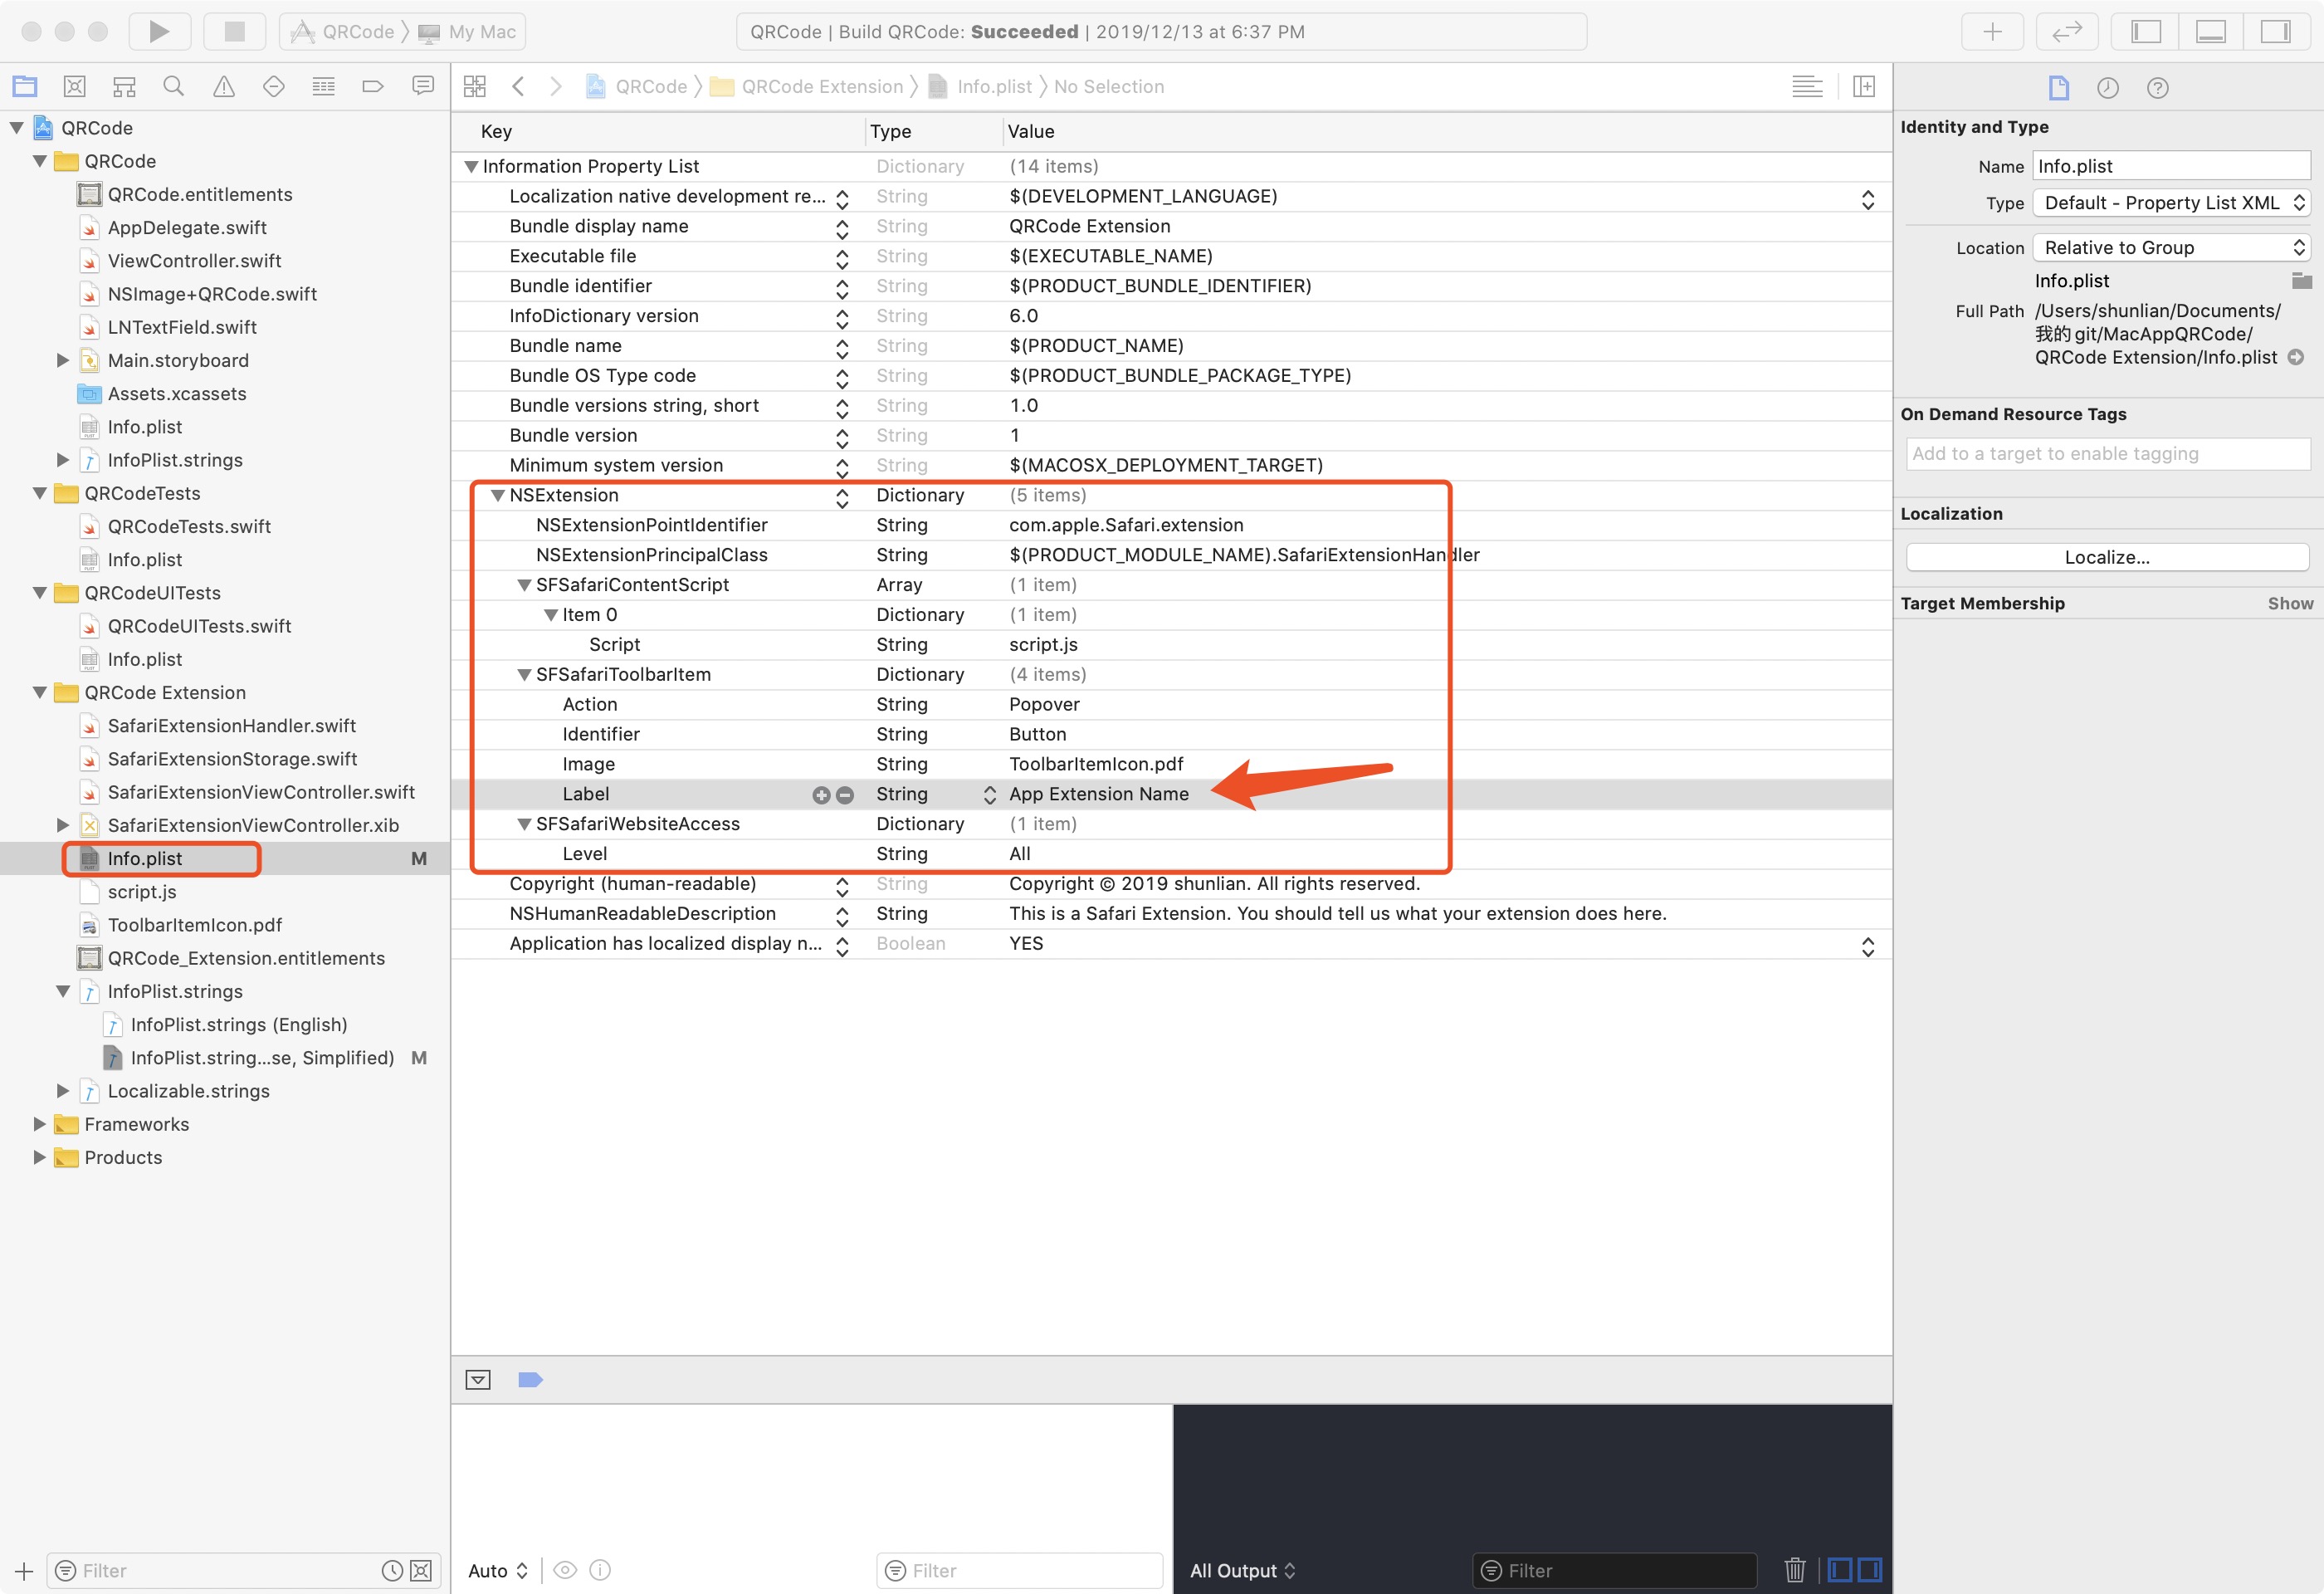 QRCode 〉 My Mac
QRCode | Build QRCode: Succeeded | 2019/12/13 at 6:37 PM
QRCode 〉 QRCode Extension 〉 Info.plist 〉 No Selection
QRCode
QRCode
QRCode.entitlements
AppDelegate.swift
ViewController.swift
NSImage+QRCode.swift
LNTextField.swift
Main.storyboard
Assets.xcassets
Info.plist
InfoPlist.strings
QRCodeTests
QRCodeTests.swift
Info.plist
QRCodeUITests
QRCodeUITests.swift
Info.plist
QRCode Extension
SafariExtensionHandler.swift
SafariExtensionStorage.swift
SafariExtensionViewController.swift
SafariExtensionViewController.xib
Info.plist M
script.js
ToolbarItemIcon.pdf
QRCode_Extension.entitlements
InfoPlist.strings
InfoPlist.strings (English)
InfoPlist.string...se, Simplified) M
Localizable.strings
Frameworks
Products
Filter
Key Type Value
Information Property List Dictionary (14 items)
Localization native development re... String $(DEVELOPMENT_LANGUAGE)
Bundle display name String QRCode Extension
Executable file String $(EXECUTABLE_NAME)
Bundle identifier String $(PRODUCT_BUNDLE_IDENTIFIER)
InfoDictionary version String 6.0
Bundle name String $(PRODUCT_NAME)
Bundle OS Type code String $(PRODUCT_BUNDLE_PACKAGE_TYPE)
Bundle versions string, short String 1.0
Bundle version String 1
Minimum system version String $(MACOSX_DEPLOYMENT_TARGET)
NSExtension Dictionary (5 items)
NSExtensionPointIdentifier String com.apple.Safari.extension
NSExtensionPrincipalClass String $(PRODUCT_MODULE_NAME).SafariExtensionHandler
SFSafariContentScript Array (1 item)
Item 0 Dictionary (1 item)
Script String script.js
SFSafariToolbarItem Dictionary (4 items)
Action String Popover
Identifier String Button
Image String ToolbarItemIcon.pdf
Label String App Extension Name
SFSafariWebsiteAccess Dictionary (1 item)
Level String All
Copyright (human-readable) String Copyright © 2019 shunlian. All rights reserved.
NSHumanReadableDescription String This is a Safari Extension. You should tell us what your extension does here.
Application has localized display n... Boolean YES
Auto
Filter
All Output
Filter
Identity and Type
Name Info.plist
Type Default - Property List XML
Location Relative to Group
Info.plist
Full Path /Users/shunlian/Documents/
我的git/MacAppQRCode/
QRCode Extension/Info.plist
On Demand Resource Tags
Add to a target to enable tagging
Localization
Localize...
Target Membership Show